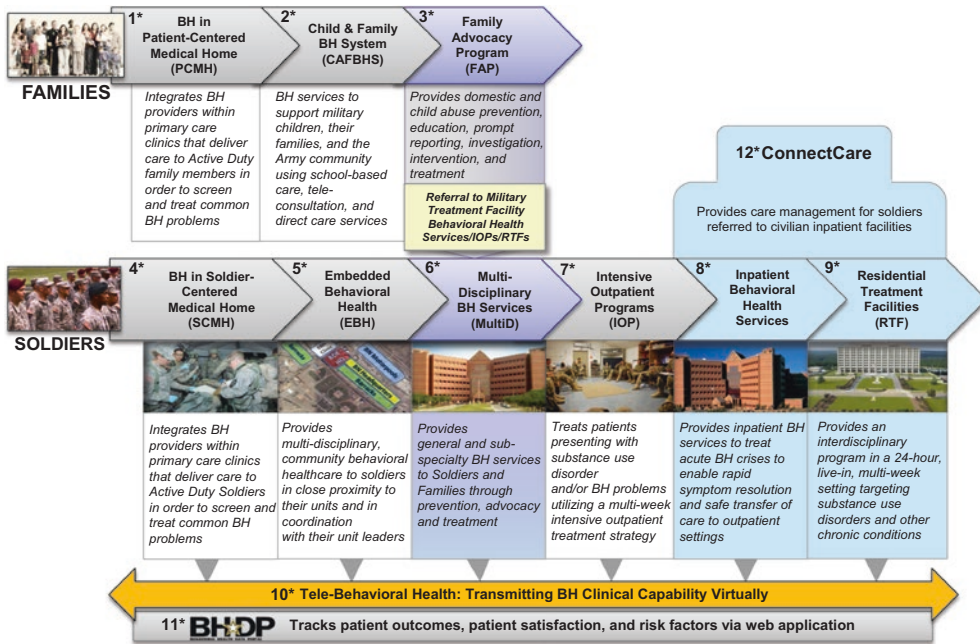 1* BH in
Patient-Centered
Medical Home
(PCMH)
2* Child & Family
BH System
(CAFBHS)
3* Family
Advocacy
Program
(FAP)
FAMILIES
Integrates BH
providers within
primary care
clinics that deliver
care to Active Duty
family members in
order to screen
and treat common
BH problems
BH services to
support military
children, their
families, and the
Army community
using school-based
care, tele-
consultation, and
direct care services
Provides domestic and
child abuse prevention,
education, prompt
reporting, investigation,
intervention, and
treatment
Referral to Military
Treatment Facility
Behavioral Health
Services/IOPs/RTFs
12* ConnectCare
Provides care management for soldiers
referred to civilian inpatient facilities
SOLDIERS
4* BH in Soldier-
Centered
Medical Home
(SCMH)
5* Embedded
Behavioral
Health
(EBH)
6* Multi-
Disciplinary
BH Services
(MultiD)
7* Intensive
Outpatient
Programs
(IOP)
8* Inpatient
Behavioral
Health
Services
9* Residential
Treatment
Facilities
(RTF)
Integrates BH
providers within
primary care clinics
that deliver care to
Active Duty Soldiers
in order to screen and
treat common BH
problems
Provides
multi-disciplinary,
community behavioral
healthcare to soldiers
in close proximity to
their units and in
coordination
with their unit leaders
Provides
general and sub-
specialty BH services
to Soldiers and
Families through
prevention, advocacy
and treatment
Treats patients
presenting with
substance use
disorder
and/or BH problems
utilizing a multi-week
intensive outpatient
treatment strategy
Provides inpatient BH
services to treat
acute BH crises to
enable rapid
symptom resolution
and safe transfer of
care to outpatient
settings
Provides an
interdisciplinary
program in a 24-hour,
live-in, multi-week
setting targeting
substance use
disorders and other
chronic conditions
10* Tele-Behavioral Health: Transmitting BH Clinical Capability Virtually
11* BHDP Tracks patient outcomes, patient satisfaction, and risk factors via web application